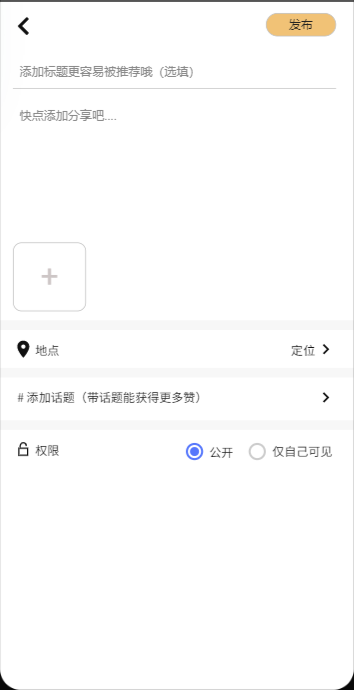 发布
添加标题更容易被推荐哦（选填）
快点添加分享吧....
地点 定位
# 添加话题（带话题能获得更多赞）
权限 公开 仅自己可见